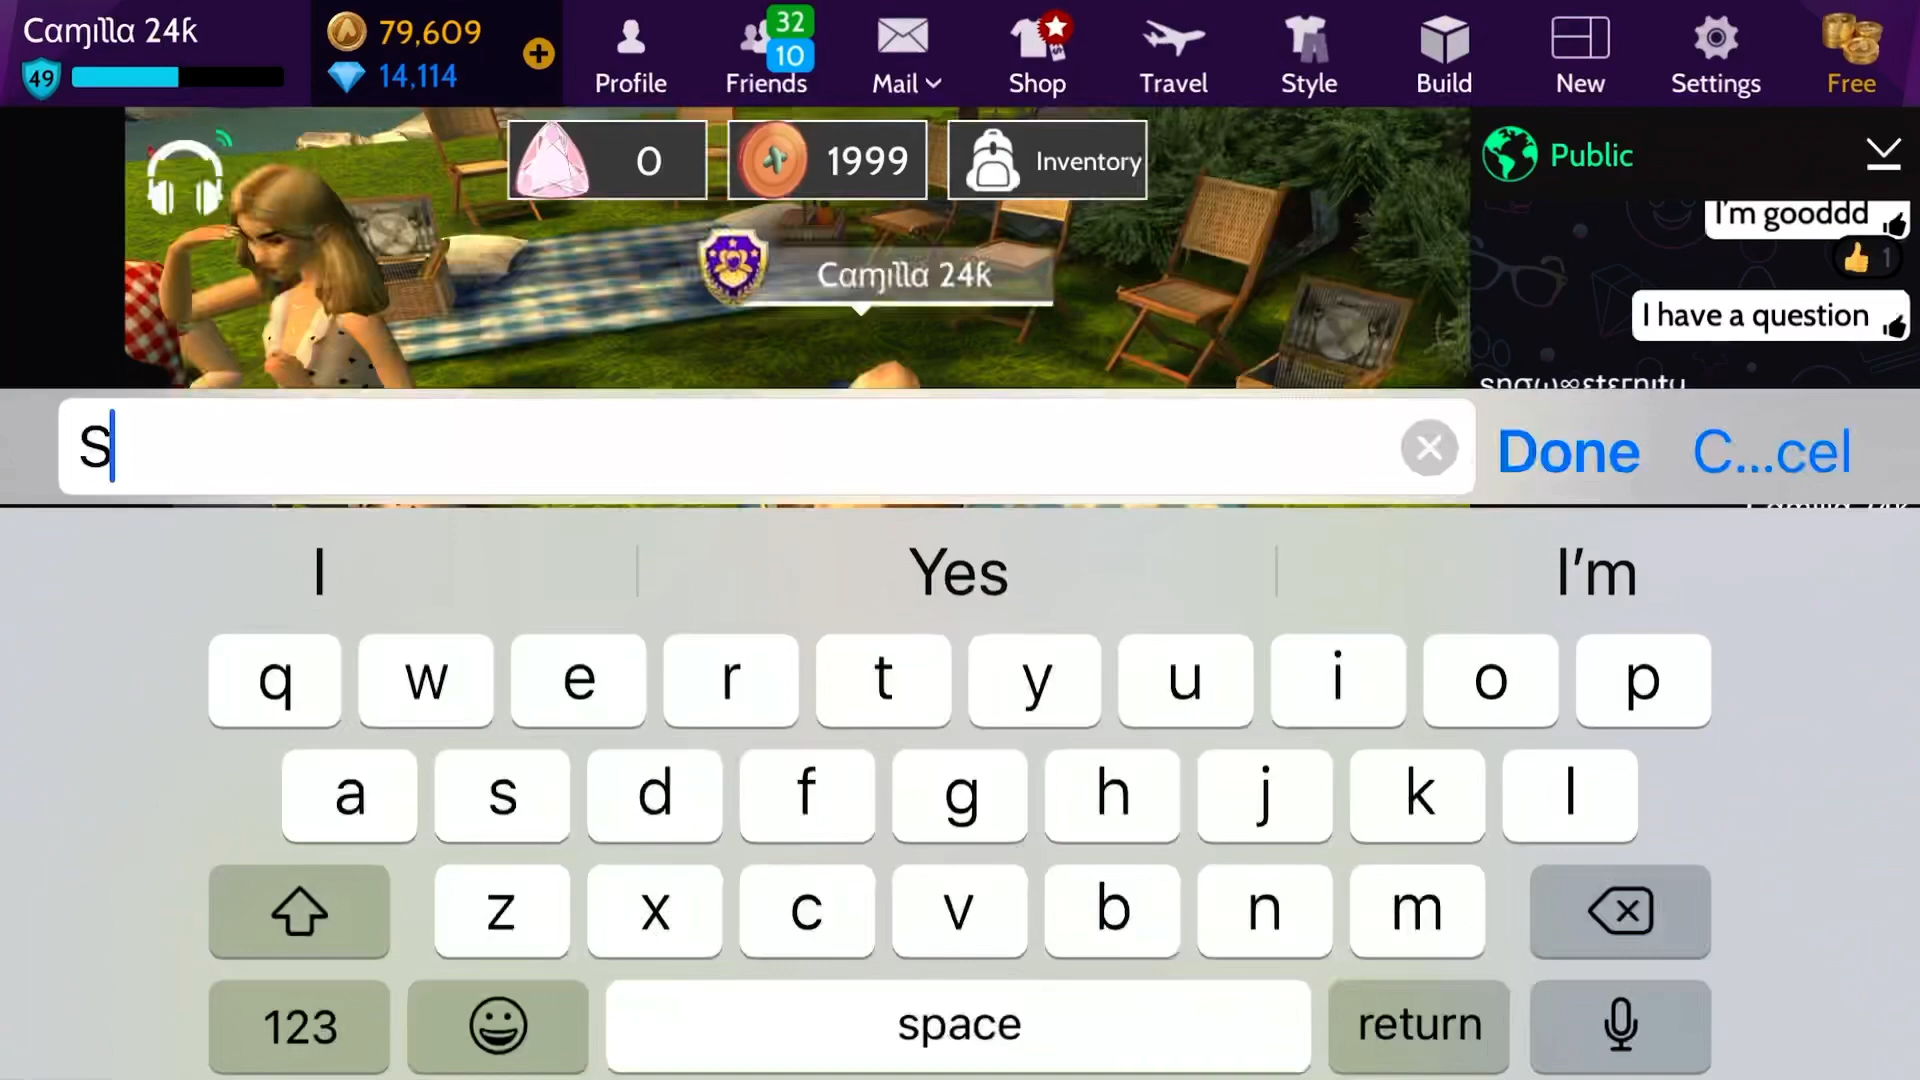 Camilla 24k
49
79,609
14,114
Profile
32
10
Friends
Mail
Shop
Travel
Style
Build
New
Settings
Free
0
1999
Inventory
Public
I'm gooddd
1
Camilla 24k
I have a question
S
Done
C...cel
I
Yes
I'm
q w e r t y u i o p
a s d f g h j k l
z x c v b n m
123
space
return